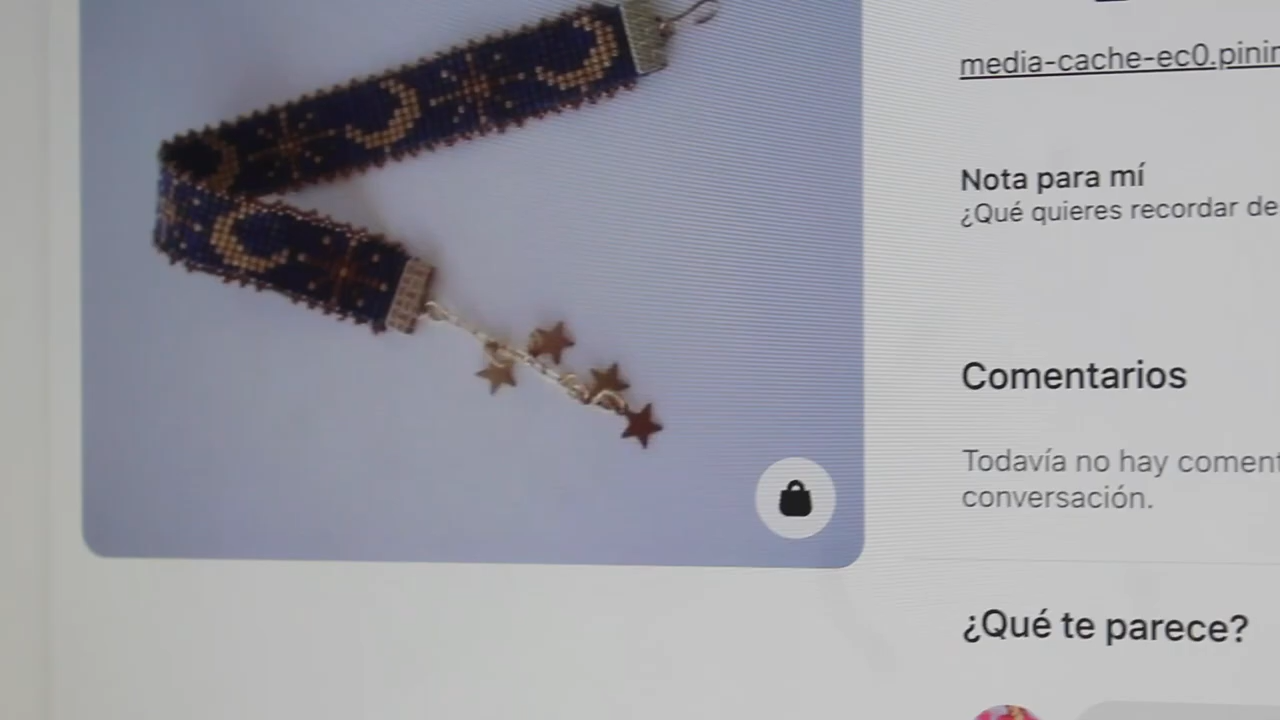 media-cache-ec0.pinin
Nota para mí
¿Qué quieres recordar de
Comentarios
Todavía no hay coment
conversación.
¿Qué te parece?